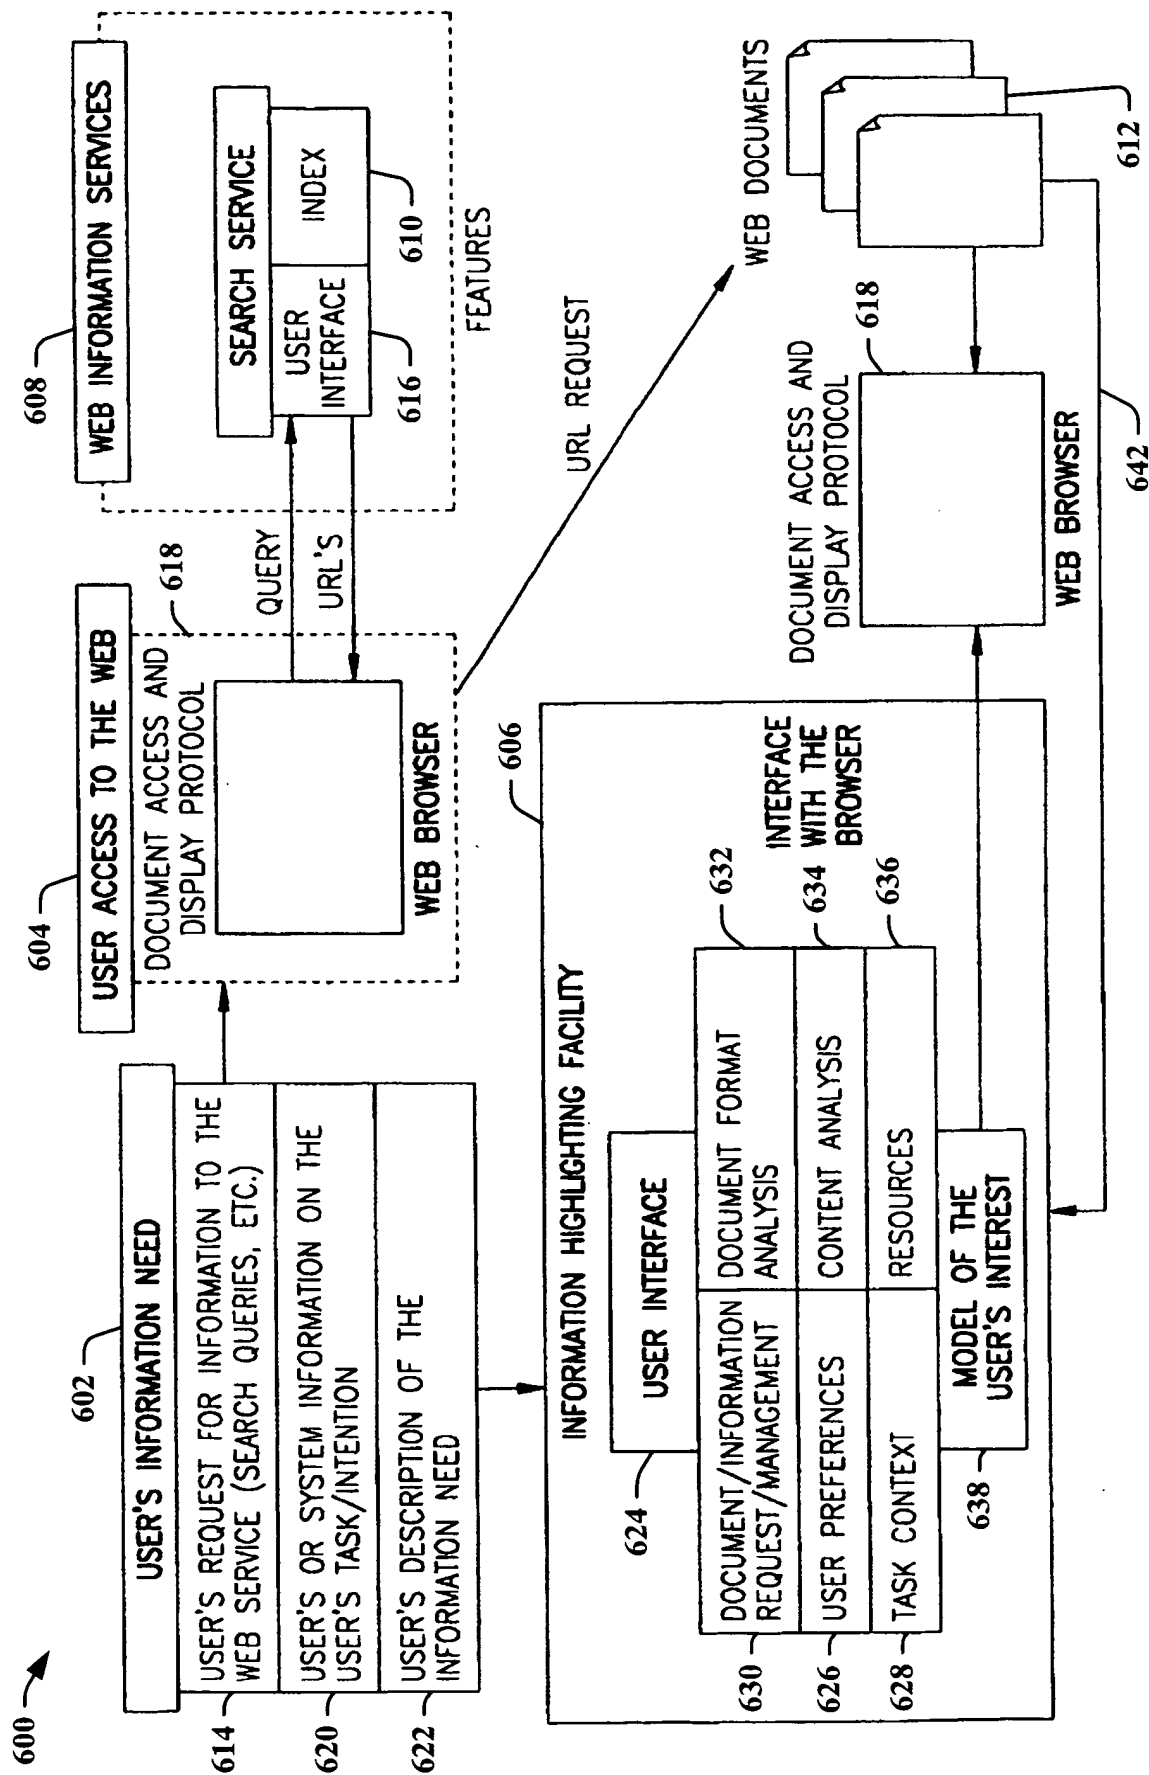 600
602
USER'S INFORMATION NEED
USER'S REQUEST FOR INFORMATION TO THE
WEB SERVICE (SEARCH QUERIES, ETC.)
614
USER'S OR SYSTEM INFORMATION ON THE
USER'S TASK/INTENTION
620
USER'S DESCRIPTION OF THE
INFORMATION NEED
622
604
USER ACCESS TO THE WEB
DOCUMENT ACCESS AND
DISPLAY PROTOCOL
618
WEB BROWSER
QUERY
URL'S
608
WEB INFORMATION SERVICES
SEARCH SERVICE
USER
INTERFACE
INDEX
616
610
FEATURES
URL REQUEST
606
INFORMATION HIGHLIGHTING FACILITY
USER INTERFACE
624
DOCUMENT/INFORMATION
REQUEST/MANAGEMENT
630
DOCUMENT FORMAT
ANALYSIS
632
USER PREFERENCES
626
CONTENT ANALYSIS
634
TASK CONTEXT
628
RESOURCES
636
MODEL OF THE
USER'S INTEREST
638
INTERFACE
WITH THE
BROWSER
DOCUMENT ACCESS AND
DISPLAY PROTOCOL
618
WEB BROWSER
WEB DOCUMENTS
612
642